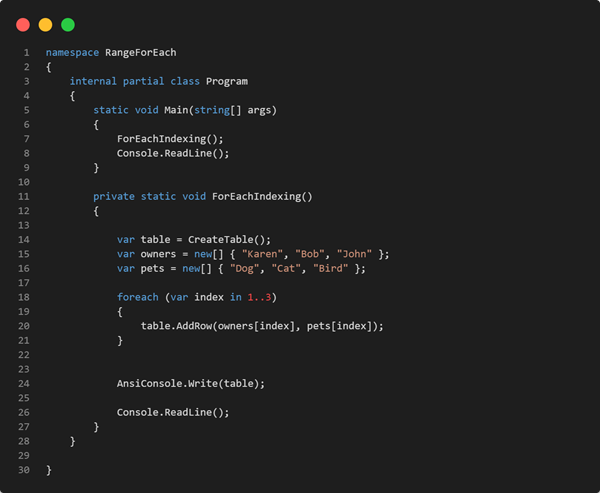 1 namespace RangeForEach
2 {
3 internal partial class Program
4 {
5 static void Main(string[] args)
6 {
7 ForEachIndexing();
8 Console.ReadLine();
9 }
10
11 private static void ForEachIndexing()
12 {
13
14 var table = CreateTable();
15 var owners = new[] { "Karen", "Bob", "John" };
16 var pets = new[] { "Dog", "Cat", "Bird" };
17
18 foreach (var index in 1..3)
19 {
20 table.AddRow(owners[index], pets[index]);
21 }
22
23
24 AnsiConsole.Write(table);
25
26 Console.ReadLine();
27 }
28 }
29
30 }